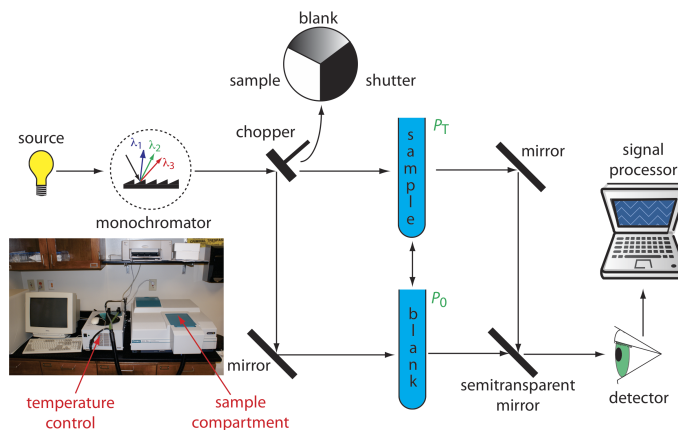 blank
sample
shutter
chopper
source
λ1
λ2
λ3
monochromator
sample
PT
mirror
signal
processor
mirror
blank
P0
semitransparent
mirror
detector
temperature
control
sample
compartment